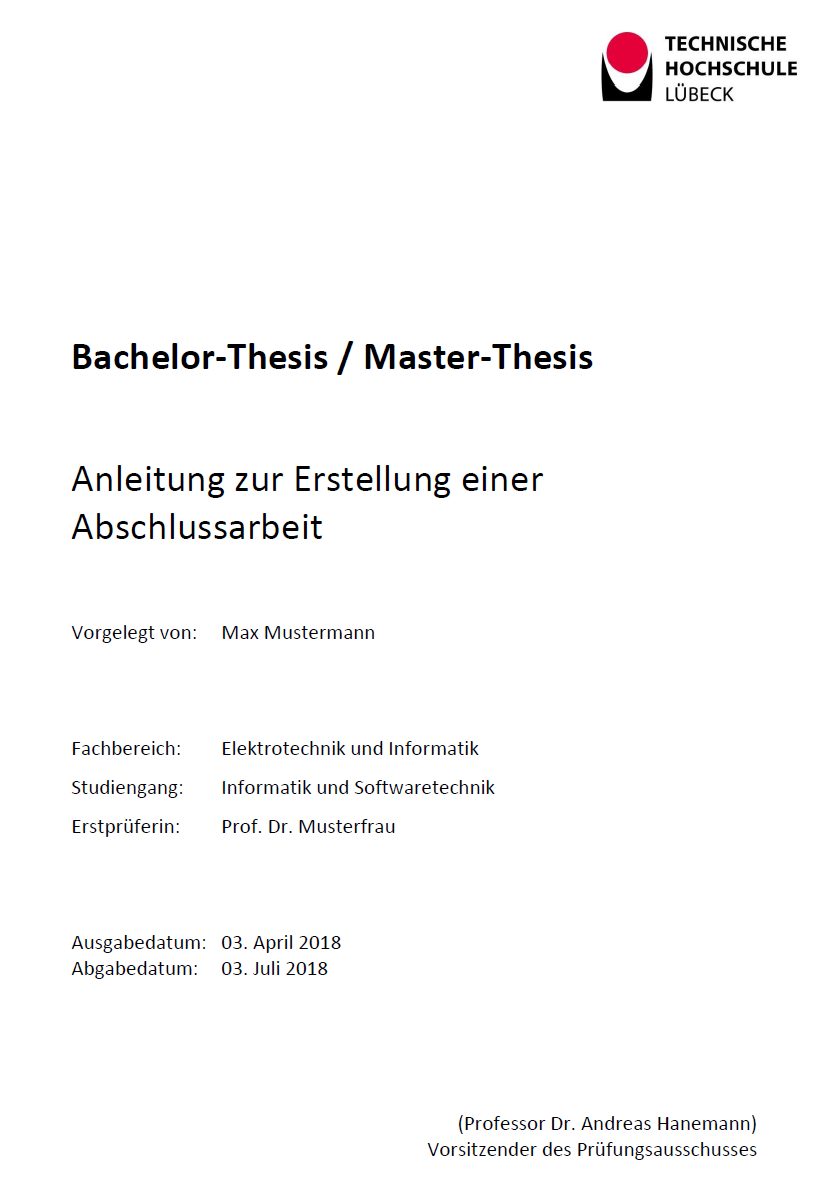 TECHNISCHE
HOCHSCHULE
LÜBECK
Bachelor-Thesis / Master-Thesis
Anleitung zur Erstellung einer
Abschlussarbeit
Vorgelegt von: Max Mustermann
Fachbereich: Elektrotechnik und Informatik
Studiengang: Informatik und Softwaretechnik
Erstprüferin: Prof. Dr. Musterfrau
Ausgabedatum: 03. April 2018
Abgabedatum: 03. Juli 2018
(Professor Dr. Andreas Hanemann)
Vorsitzender des Prüfungsausschusses